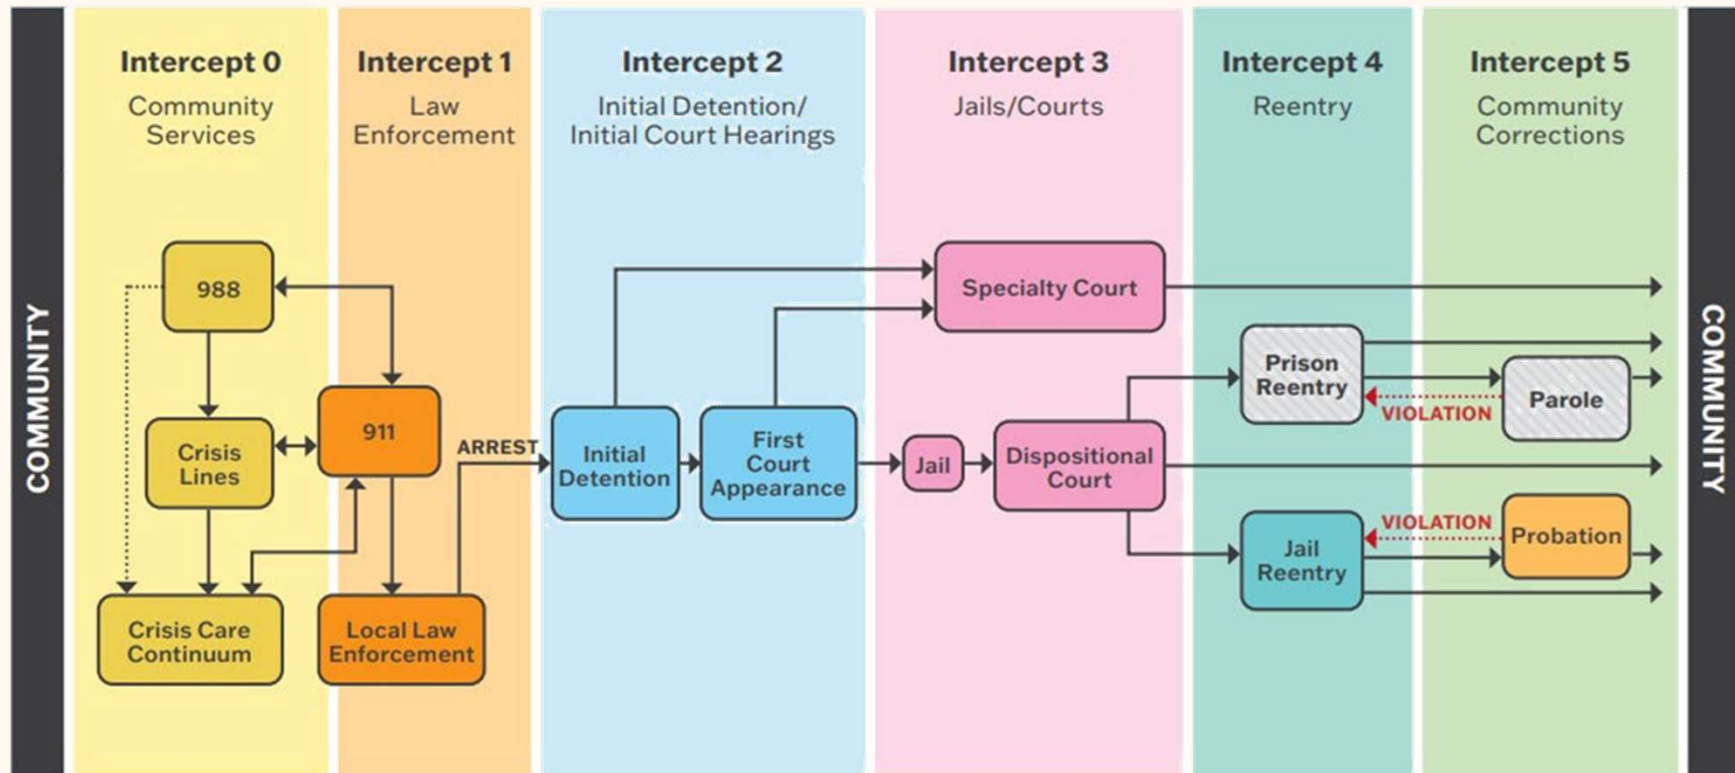 COMMUNITY
Intercept 0
Community
Services
988
Crisis
Lines
Crisis Care
Continuum
Intercept 1
Law
Enforcement
911
Local Law
Enforcement
ARREST
Intercept 2
Initial Detention/
Initial Court Hearings
Initial
Detention
First
Court
Appearance
Intercept 3
Jails/Courts
Specialty Court
Jail
Dispositional
Court
Intercept 4
Reentry
Prison
Reentry
Jail
Reentry
Intercept 5
Community
Corrections
VIOLATION
Parole
VIOLATION
Probation
COMMUNITY